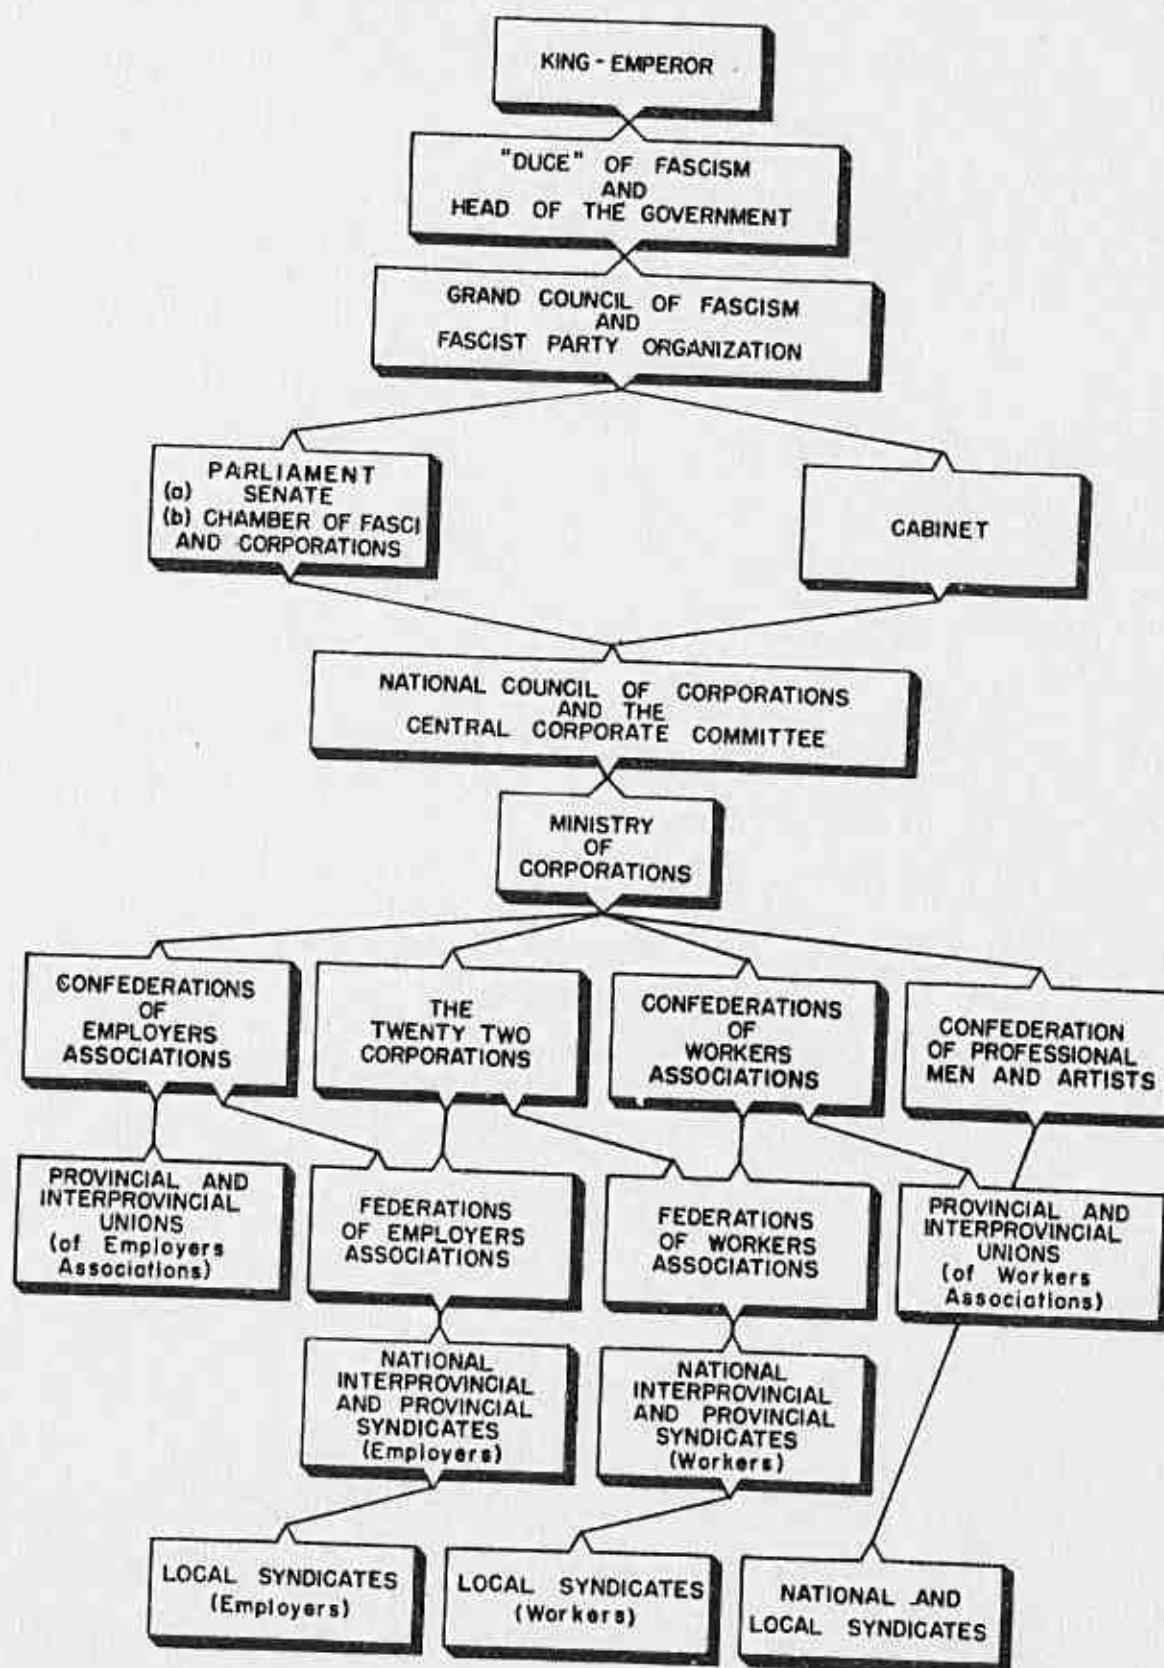 KING - EMPEROR
"DUCE" OF FASCISM
AND
HEAD OF THE GOVERNMENT
GRAND COUNCIL OF FASCISM
AND
FASCIST PARTY ORGANIZATION
PARLIAMENT
(a) SENATE
(b) CHAMBER OF FASCI
AND CORPORATIONS
CABINET
NATIONAL COUNCIL OF CORPORATIONS
AND THE
CENTRAL CORPORATE COMMITTEE
MINISTRY
OF
CORPORATIONS
CONFEDERATIONS
OF
EMPLOYERS
ASSOCIATIONS
THE
TWENTY TWO
CORPORATIONS
CONFEDERATIONS
OF
WORKERS
ASSOCIATIONS
CONFEDERATION
OF PROFESSIONAL
MEN AND ARTISTS
PROVINCIAL AND
INTERPROVINCIAL
UNIONS
(of Employers
Associations)
FEDERATIONS
OF EMPLOYERS
ASSOCIATIONS
FEDERATIONS
OF WORKERS
ASSOCIATIONS
PROVINCIAL AND
INTERPROVINCIAL
UNIONS
(of Workers
Associations)
NATIONAL
INTERPROVINCIAL
AND PROVINCIAL
SYNDICATES
(Employers)
NATIONAL
INTERPROVINCIAL
AND PROVINCIAL
SYNDICATES
(Workers)
LOCAL SYNDICATES
(Employers)
LOCAL SYNDICATES
(Workers)
NATIONAL AND
LOCAL SYNDICATES